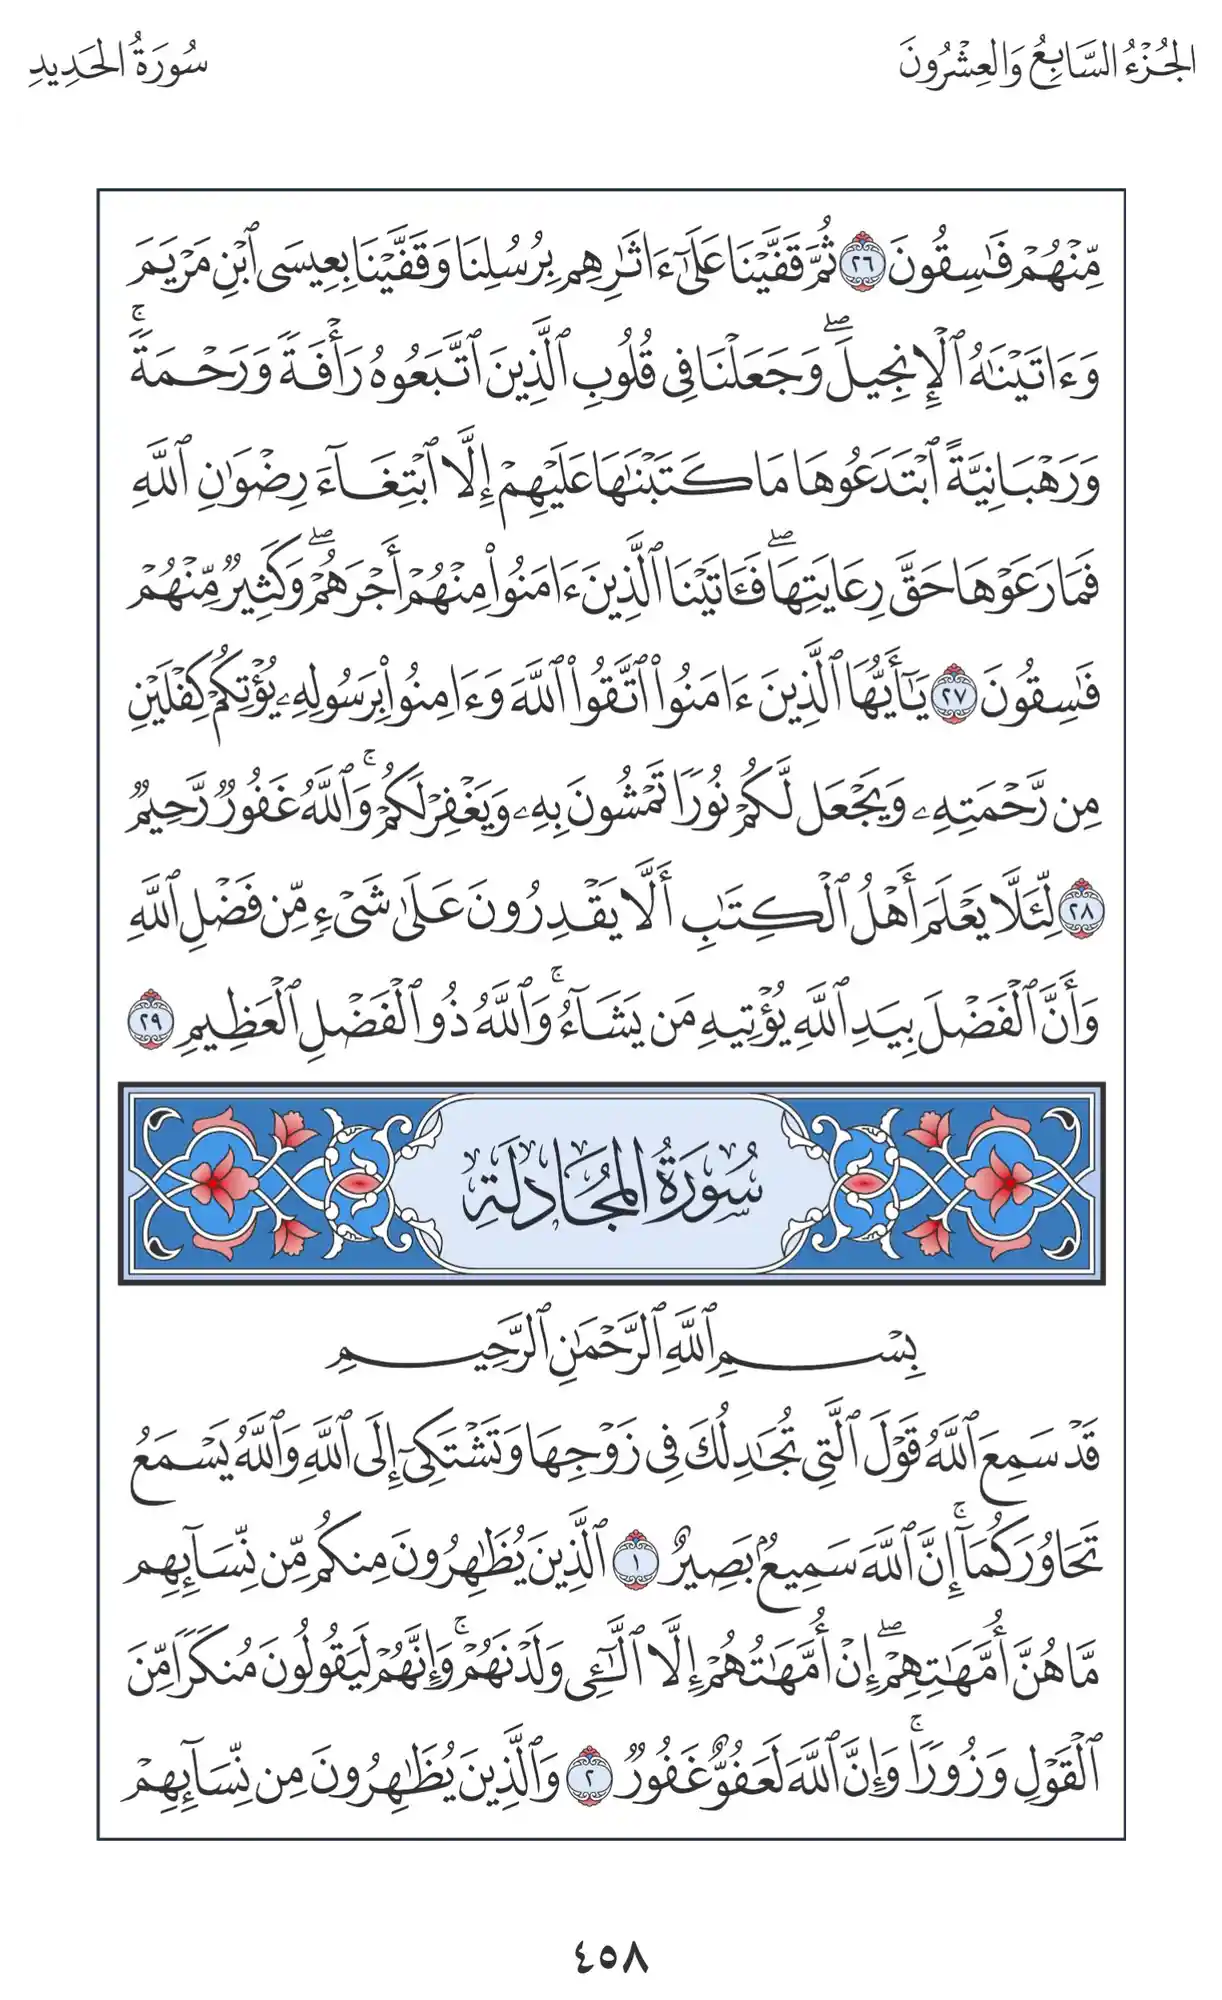 الجُزْءُ السَّابِعُ وَالعِشْرُونَ
سُورَةُ الحَدِيدِ
مِّنۡهُمۡ فَٰسِقُونَ ٢٦ ثُمَّ قَفَّيۡنَا عَلَىٰٓ ءَاثَٰرِهِم بِرُسُلِنَا وَقَفَّيۡنَا بِعِيسَى ٱبۡنِ مَرۡيَمَ
وَءَاتَيۡنَٰهُ ٱلۡإِنجِيلَۖ وَجَعَلۡنَا فِي قُلُوبِ ٱلَّذِينَ ٱتَّبَعُوهُ رَأۡفَةٗ وَرَحۡمَةٗۚ
وَرَهۡبَانِيَّةً ٱبۡتَدَعُوهَا مَا كَتَبۡنَٰهَا عَلَيۡهِمۡ إِلَّا ٱبۡتِغَآءَ رِضۡوَٰنِ ٱللَّهِ
فَمَا رَعَوۡهَا حَقَّ رِعَايَتِهَاۖ فَـَٔاتَيۡنَا ٱلَّذِينَ ءَامَنُواْ مِنۡهُمۡ أَجۡرَهُمۡۖ وَكَثِيرٞ مِّنۡهُمۡ
فَٰسِقُونَ ٢٧ يَٰٓأَيُّهَا ٱلَّذِينَ ءَامَنُواْ ٱتَّقُواْ ٱللَّهَ وَءَامِنُواْ بِرَسُولِهِۦ يُؤۡتِكُمۡ كِفۡلَيۡنِ
مِن رَّحۡمَتِهِۦ وَيَجۡعَل لَّكُمۡ نُورٗا تَمۡشُونَ بِهِۦ وَيَغۡفِرۡ لَكُمۡۚ وَٱللَّهُ غَفُورٞ رَّحِيمٞ
٢٨ لِّئَلَّا يَعۡلَمَ أَهۡلُ ٱلۡكِتَٰبِ أَلَّا يَقۡدِرُونَ عَلَىٰ شَيۡءٖ مِّن فَضۡلِ ٱللَّهِ
وَأَنَّ ٱلۡفَضۡلَ بِيَدِ ٱللَّهِ يُؤۡتِيهِ مَن يَشَآءُۚ وَٱللَّهُ ذُو ٱلۡفَضۡلِ ٱلۡعَظِيمِ ٢٩
سُورَةُ المُجَادلَةِ
بِسۡمِ ٱللَّهِ ٱلرَّحۡمَٰنِ ٱلرَّحِيمِ
قَدۡ سَمِعَ ٱللَّهُ قَوۡلَ ٱلَّتِي تُجَٰدِلُكَ فِي زَوۡجِهَا وَتَشۡتَكِيٓ إِلَى ٱللَّهِ وَٱللَّهُ يَسۡمَعُ
تَحَاوُرَكُمَآۚ إِنَّ ٱللَّهَ سَمِيعُۢ بَصِيرٌ ١ ٱلَّذِينَ يُظَٰهِرُونَ مِنكُم مِّن نِّسَآئِهِم
مَّا هُنَّ أُمَّهَٰتِهِمۡۖ إِنۡ أُمَّهَٰتُهُمۡ إِلَّا ٱلَّٰٓـِٔي وَلَدۡنَهُمۡۚ وَإِنَّهُمۡ لَيَقُولُونَ مُنكَرٗا مِّنَ
ٱلۡقَوۡلِ وَزُورٗاۚ وَإِنَّ ٱللَّهَ لَعَفُوٌّ غَفُورٞ ٢ وَٱلَّذِينَ يُظَٰهِرُونَ مِن نِّسَآئِهِمۡ
٤٥٨